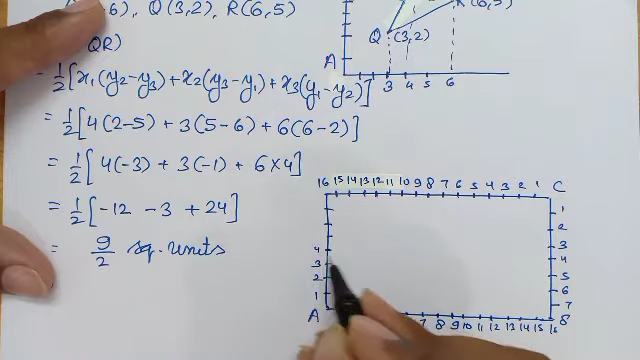 6), Q(3,2), R(6,5)
QR)
= 1/2 [x₁(y₂-y₃)+x₂(y₃-y₁)+x₃(y₁-y₂)]
= 1/2 [4(2-5) + 3(5-6) + 6(6-2)]
= 1/2 [4(-3) + 3(-1) + 6×4]
= 1/2 [-12 -3 +24]
= 9/2 sq. units
R(6,5)
Q (3,2)
A
3 4 5 6
16 15 14 13 12 11 10 9 8 7 6 5 4 3 2 1 C
1
2
3
4
5
6
7
8
4
3
2
1
A
7 8 9 10 11 12 13 14 15 16